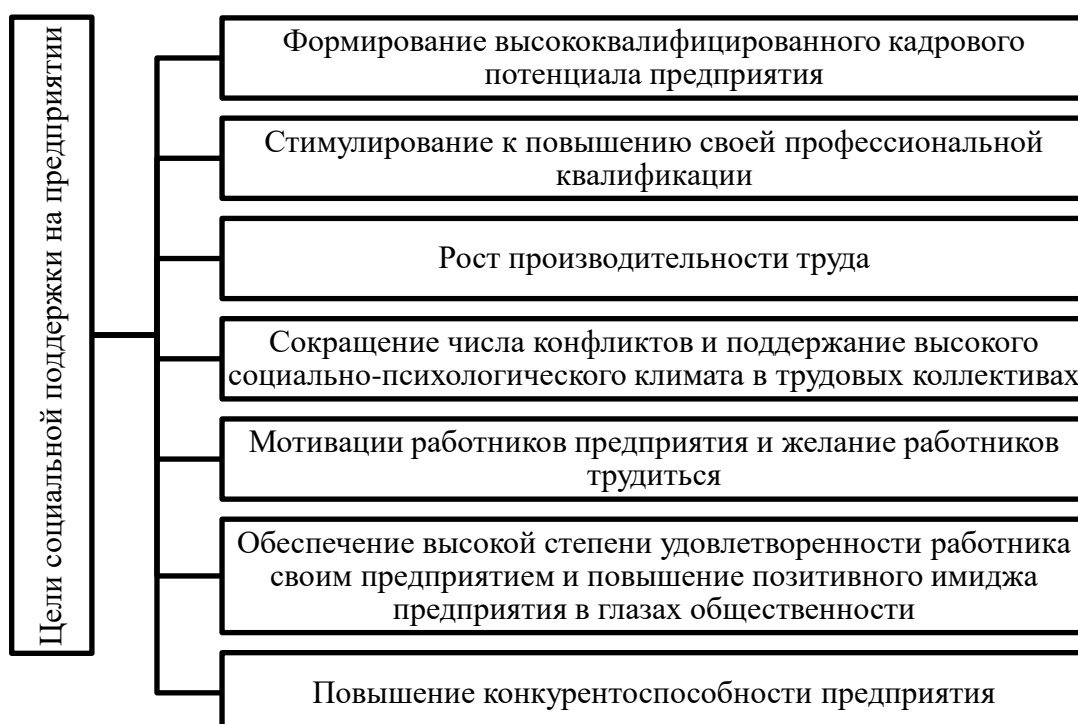 Цели социальной поддержки на предприятии
Формирование высококвалифицированного кадрового
потенциала предприятия
Стимулирование к повышению своей профессиональной
квалификации
Рост производительности труда
Сокращение числа конфликтов и поддержание высокого
социально-психологического климата в трудовых коллективах
Мотивации работников предприятия и желание работников
трудиться
Обеспечение высокой степени удовлетворенности работника
своим предприятием и повышение позитивного имиджа
предприятия в глазах общественности
Повышение конкурентоспособности предприятия